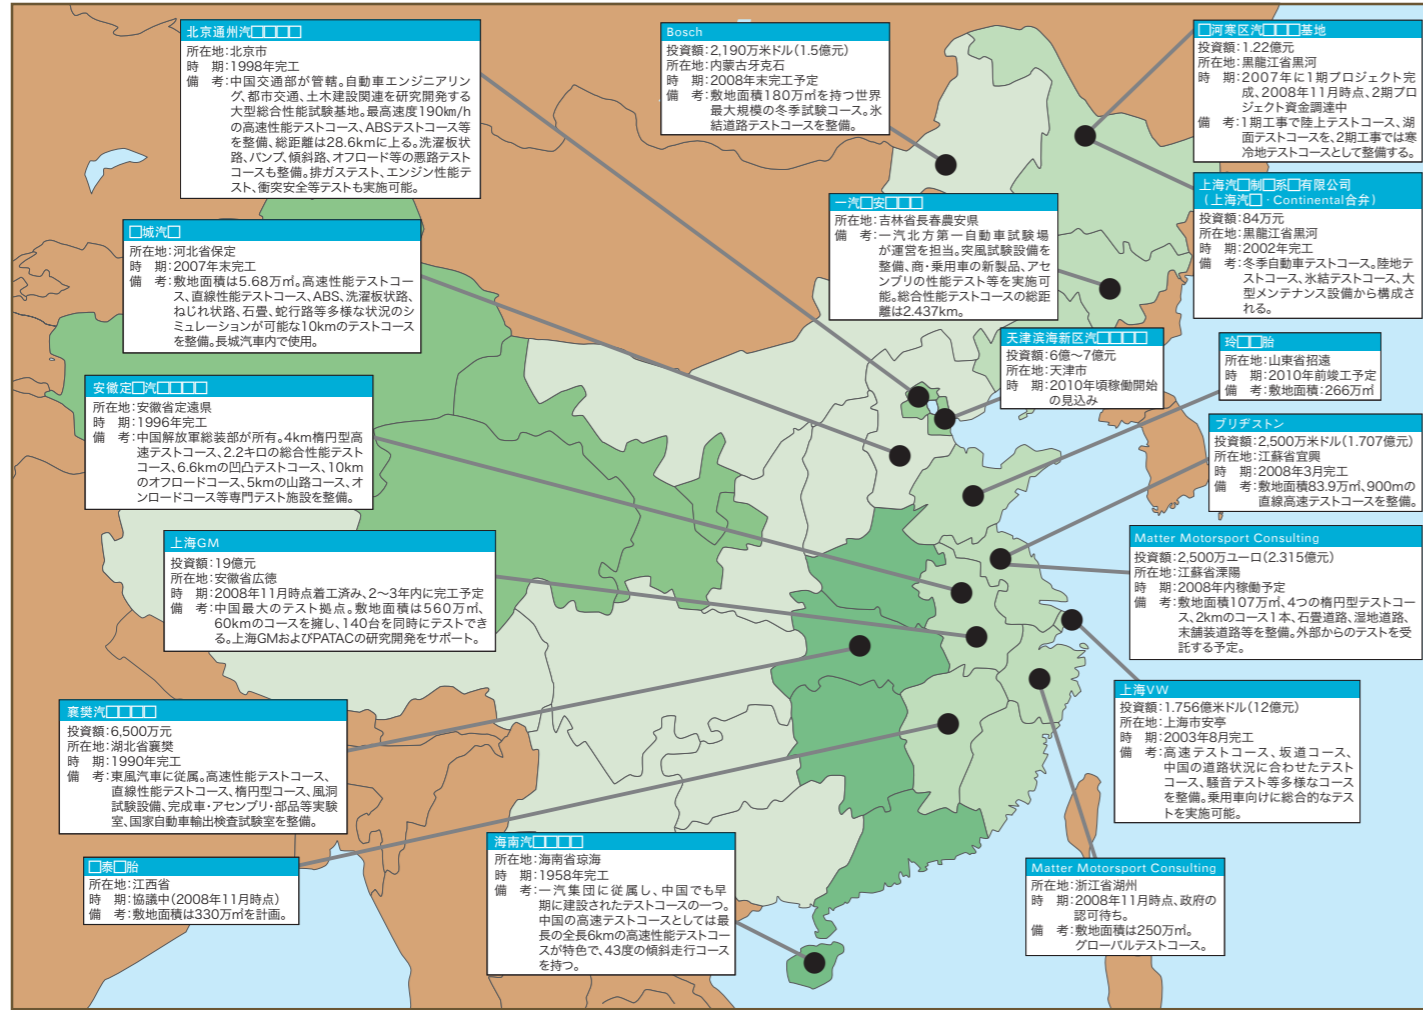 北京通州汽□□□□
所在地:北京市
時　期:1998年完工
備　考:中国交通部が管轄。自動車エンジニアリン
グ、都市交通、土木建設関連を研究開発する
大型総合性能試験基地。最高速度190km/h
の高速性能テストコース、ABSテストコース等
を整備、総距離は28.6kmに上る。洗濯板状
路、バンプ、傾斜路、オフロード等の悪路テスト
コースも整備。排ガステスト、エンジン性能テ
スト、衝突安全等テストも実施可能。
Bosch
投資額:2,190万米ドル(1.5億元)
所在地:内蒙古牙克石
時　期:2008年末完工予定
備　考:敷地面積180万㎡を持つ世界
最大規模の冬季試験コース。氷
結道路テストコースを整備。
□河寒区汽□□□基地
投資額:1.22億元
所在地:黒龍江省黒河
時　期:2007年に1期プロジェクト完
成、2008年11月時点、2期プロ
ジェクト資金調達中
備　考:1期工事で陸上テストコース、湖
面テストコースを、2期工事では寒
冷地テストコースとして整備する。
上海汽□制□系□有限公司
(上海汽□・Continental合弁)
投資額:84万元
所在地:黒龍江省黒河
時　期:2002年完工
備　考:冬季自動車テストコース。陸地テ
ストコース、氷結テストコース、大
型メンテナンス設備から構成さ
れる。
一汽□安□□□
所在地:吉林省長春農安県
備　考:一汽北方第一自動車試験場
が運営を担当。突風試験設備を
整備、商・乗用車の新製品、アセ
ンブリの性能テスト等を実施可
能。総合性能テストコースの総距
離は2.437km。
□城汽□
所在地:河北省保定
時　期:2007年末完工
備　考:敷地面積は5.68万㎡。高速性能テストコー
ス、直線性能テストコース、ABS、洗濯板状路、
ねじれ状路、石畳、蛇行路等多様な状況のシ
ミュレーションが可能な10kmのテストコース
を整備。長城汽車内で使用。
天津滨海新区汽□□□□
投資額:6億～7億元
所在地:天津市
時　期:2010年頃稼働開始
の見込み
玲□□胎
所在地:山東省招遠
時　期:2010年前竣工予定
備　考:敷地面積:266万㎡
安徽定□汽□□□□
所在地:安徽省定遠県
時　期:1996年完工
備　考:中国解放軍総装部が所有。4km楕円型高
速テストコース、2.2キロの総合性能テスト
コース、6.6kmの凹凸テストコース、10km
のオフロードコース、5kmの山路コース、オ
ンロードコース等専門テスト施設を整備。
ブリヂストン
投資額:2,500万米ドル(1.707億元)
所在地:江蘇省宜興
時　期:2008年3月完工
備　考:敷地面積83.9万㎡、900mの
直線高速テストコースを整備。
上海GM
投資額:19億元
所在地:安徽省広徳
時　期:2008年11月時点着工済み、2～3年内に完工予定
備　考:中国最大のテスト拠点。敷地面積は560万㎡、
60kmのコースを擁し、140台を同時にテストでき
る。上海GMおよびPATACの研究開発をサポート。
Matter Motorsport Consulting
投資額:2,500万ユーロ(2.315億元)
所在地:江蘇省溧陽
時　期:2008年内稼働予定
備　考:敷地面積107万㎡、4つの楕円型テストコー
ス、2kmのコース1本、石畳道路、湿地道路、
末舗装道路等を整備。外部からのテストを受
託する予定。
襄樊汽□□□□
投資額:6,500万元
所在地:湖北省襄樊
時　期:1990年完工
備　考:東風汽車に従属。高速性能テストコース、
直線性能テストコース、楕円型コース、風洞
試験設備、完成車・アセンブリ・部品等実験
室、国家自動車輸出検査試験室を整備。
上海VW
投資額:1.756億米ドル(12億元)
所在地:上海市安亭
時　期:2003年8月完工
備　考:高速テストコース、坂道コース、
中国の道路状況に合わせたテスト
コース、騒音テスト等多様なコース
を整備。乗用車向けに総合的なテス
トを実施可能。
□泰□胎
所在地:江西省
時　期:協議中(2008年11月時点)
備　考:敷地面積は330万㎡を計画。
海南汽□□□□
所在地:海南省琼海
時　期:1958年完工
備　考:一汽集団に従属し、中国でも早
期に建設されたテストコースの一つ。
中国の高速テストコースとしては最
長の全長6kmの高速性能テストコー
スが特色で、43度の傾斜走行コース
を持つ。
Matter Motorsport Consulting
所在地:浙江省湖州
時　期:2008年11月時点、政府の
認可待ち。
備　考:敷地面積は250万㎡。
グローバルテストコース。